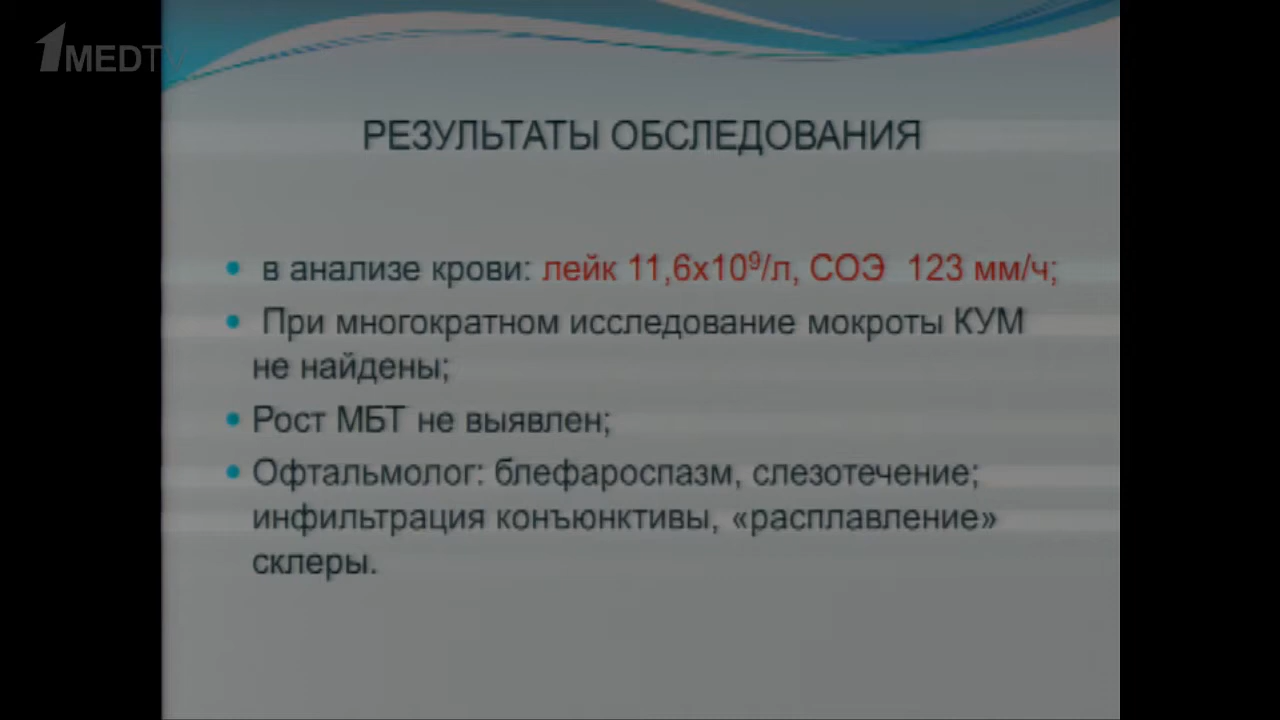 1MEDTV
РЕЗУЛЬТАТЫ ОБСЛЕДОВАНИЯ
• в анализе крови: лейк 11,6х10⁹/л, СОЭ 123 мм/ч;
• При многократном исследование мокроты КУМ
не найдены;
• Рост МБТ не выявлен;
• Офтальмолог: блефароспазм, слезотечение;
инфильтрация конъюнктивы, «расплавление»
склеры.